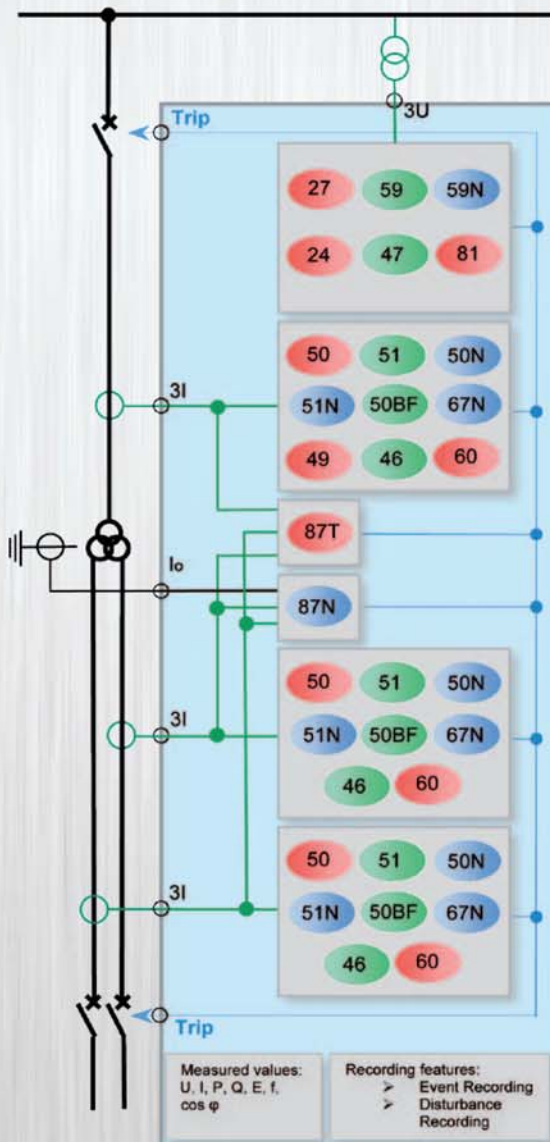 Trip
3U
27 59 59N
24 47 81
50 51 50N
3I
51N 50BF 67N
49 46 60
87T
Io
87N
50 51 50N
3I
51N 50BF 67N
46 60
50 51 50N
3I
51N 50BF 67N
46 60
Trip
Measured values:
U, I, P, Q, E, f,
cos φ
Recording features:
➢ Event Recording
➢ Disturbance
Recording